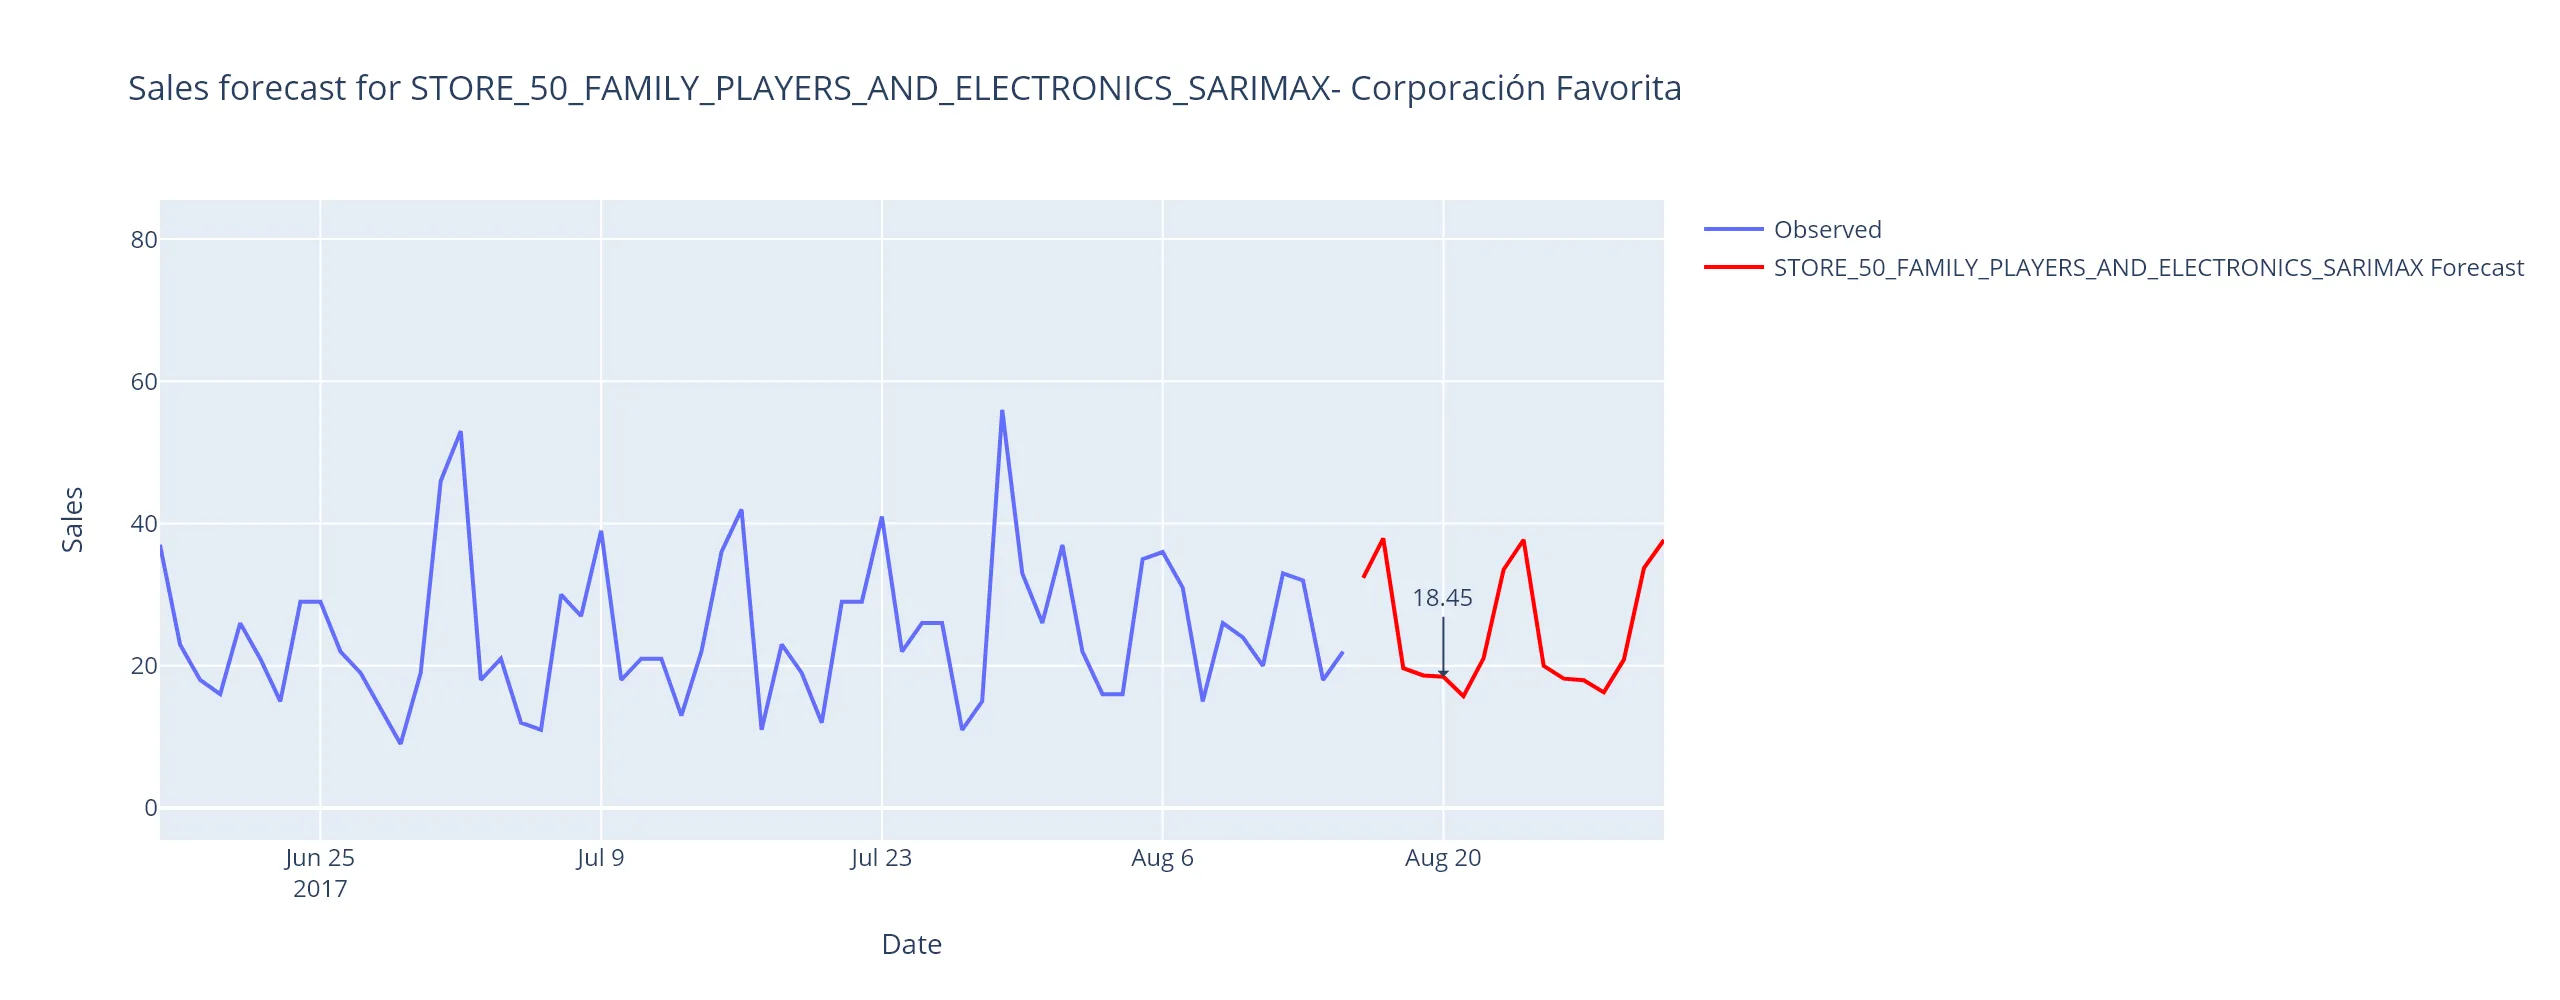 Sales forecast for STORE_50_FAMILY_PLAYERS_AND_ELECTRONICS_SARIMAX- Corporación Favorita
Observed
STORE_50_FAMILY_PLAYERS_AND_ELECTRONICS_SARIMAX Forecast
80
60
40
20
0
Sales
18.45
Jun 25
2017
Jul 9
Jul 23
Aug 6
Aug 20
Date